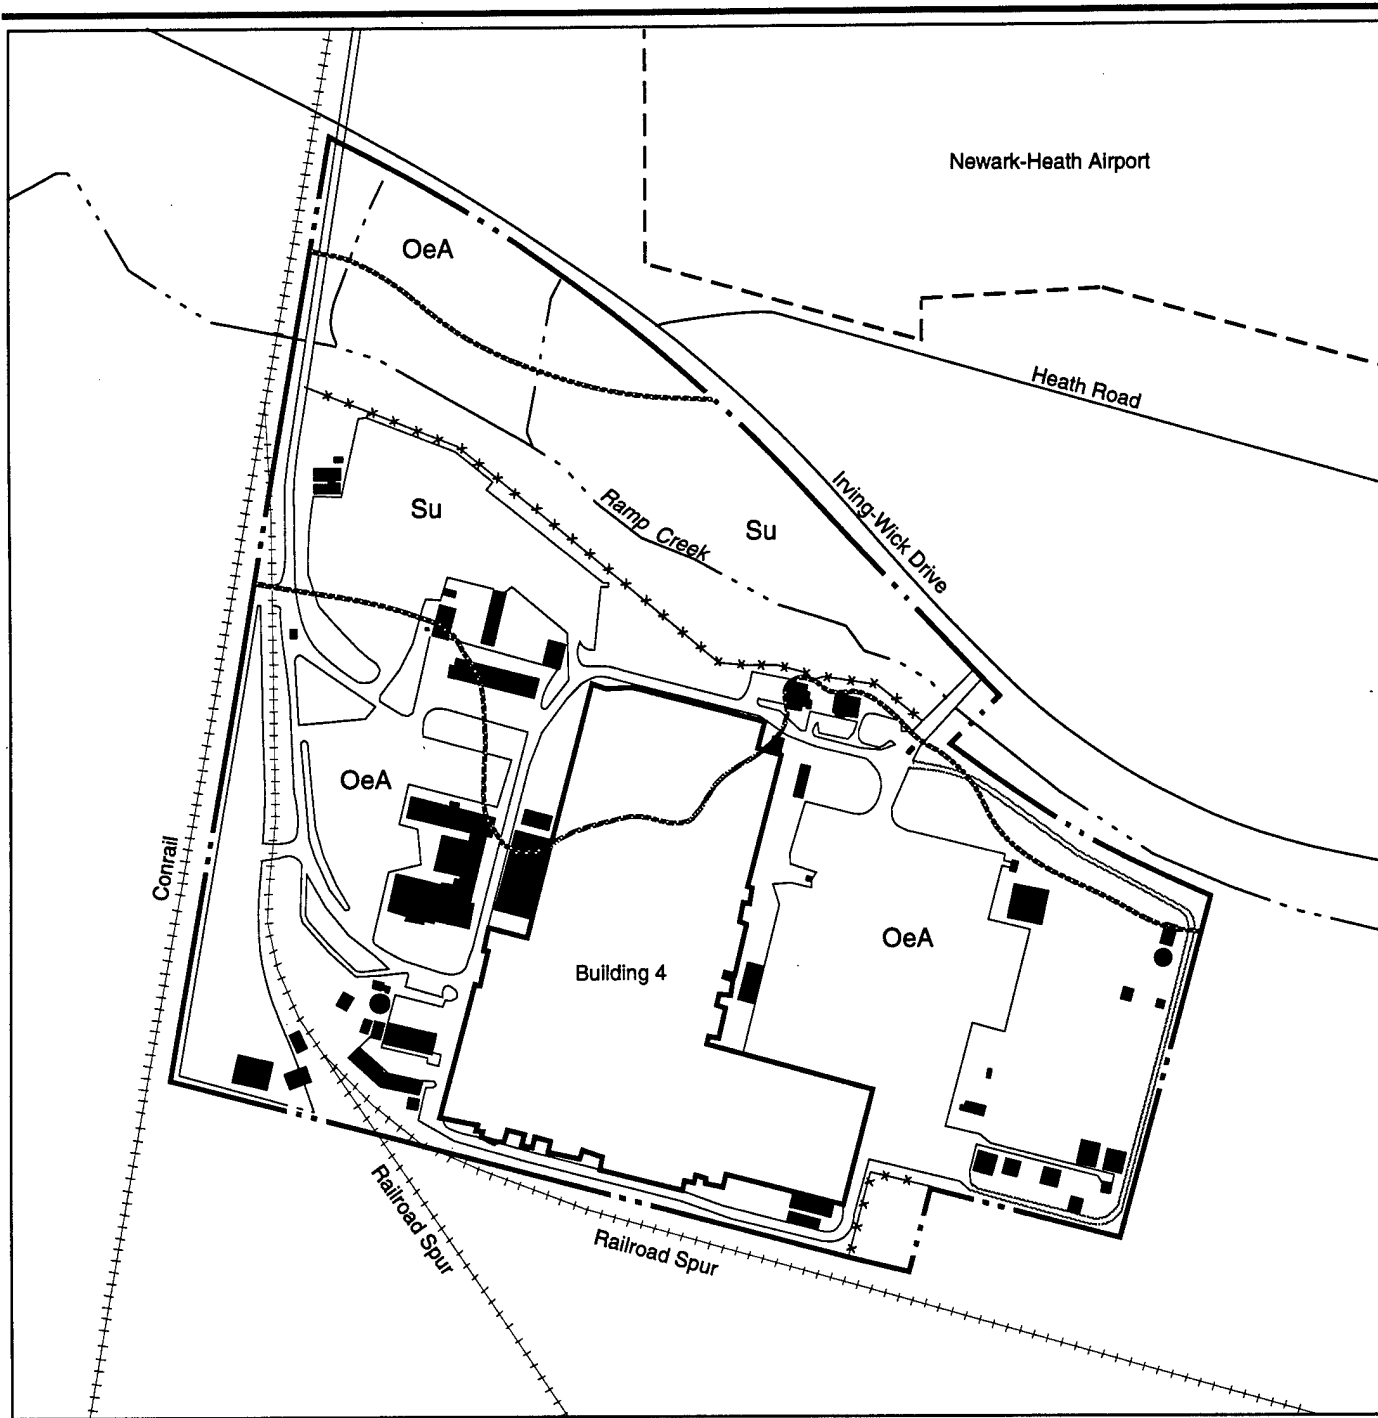 Newark-Heath Airport
OeA
Heath Road
Irving-Wick Drive
Su
Ramp Creek
Su
OeA
Conrail
OeA
Building 4
Railroad Spur
Railroad Spur